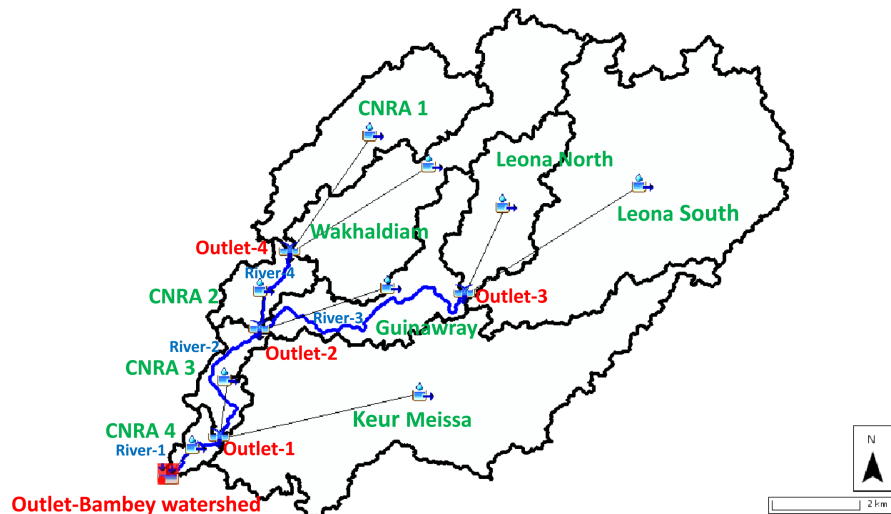 CNRA 1
Leona North
Leona South
Wakhaldiam
Outlet-4
River-4
CNRA 2
Outlet-3
River-3
Guinawray
River-2
Outlet-2
CNRA 3
Keur Meissa
CNRA 4
River-1
Outlet-1
Outlet-Bambey watershed
N
2 km